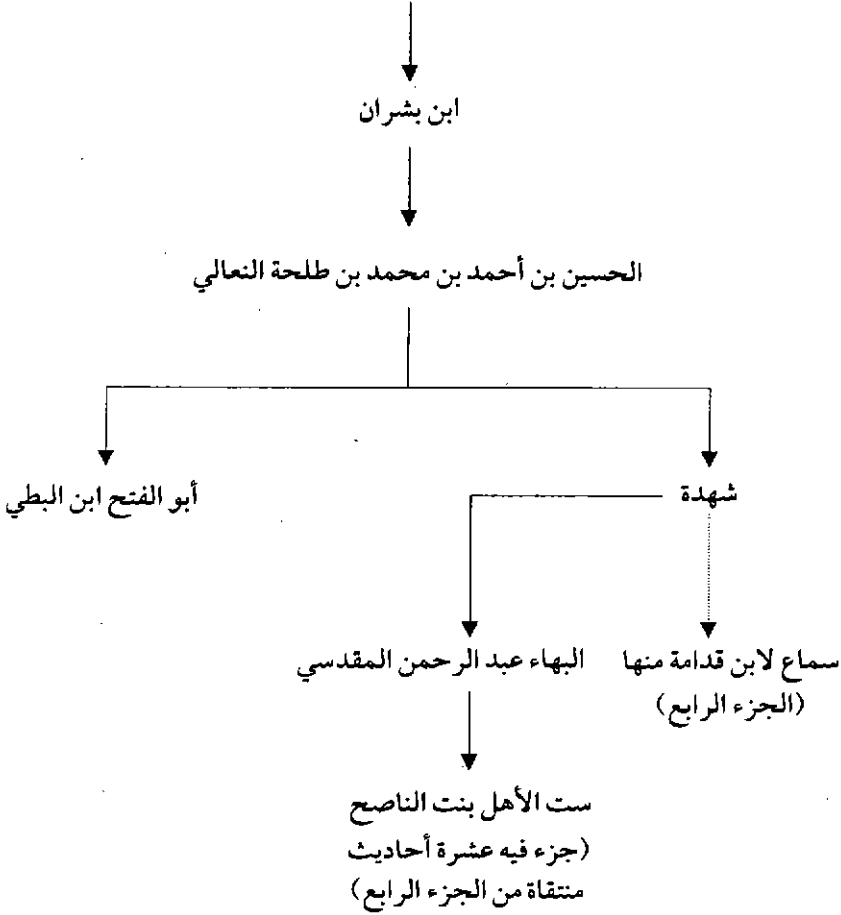 ابن بشران
الحسين بن أحمد بن محمد بن طلحة النعالي
شهدة
أبو الفتح ابن البطي
سماع لابن قدامة منها
(الجزء الرابع)
البهاء عبد الرحمن المقدسي
ست الأهل بنت الناصح
(جزء فيه عشرة أحاديث
منتقاة من الجزء الرابع)